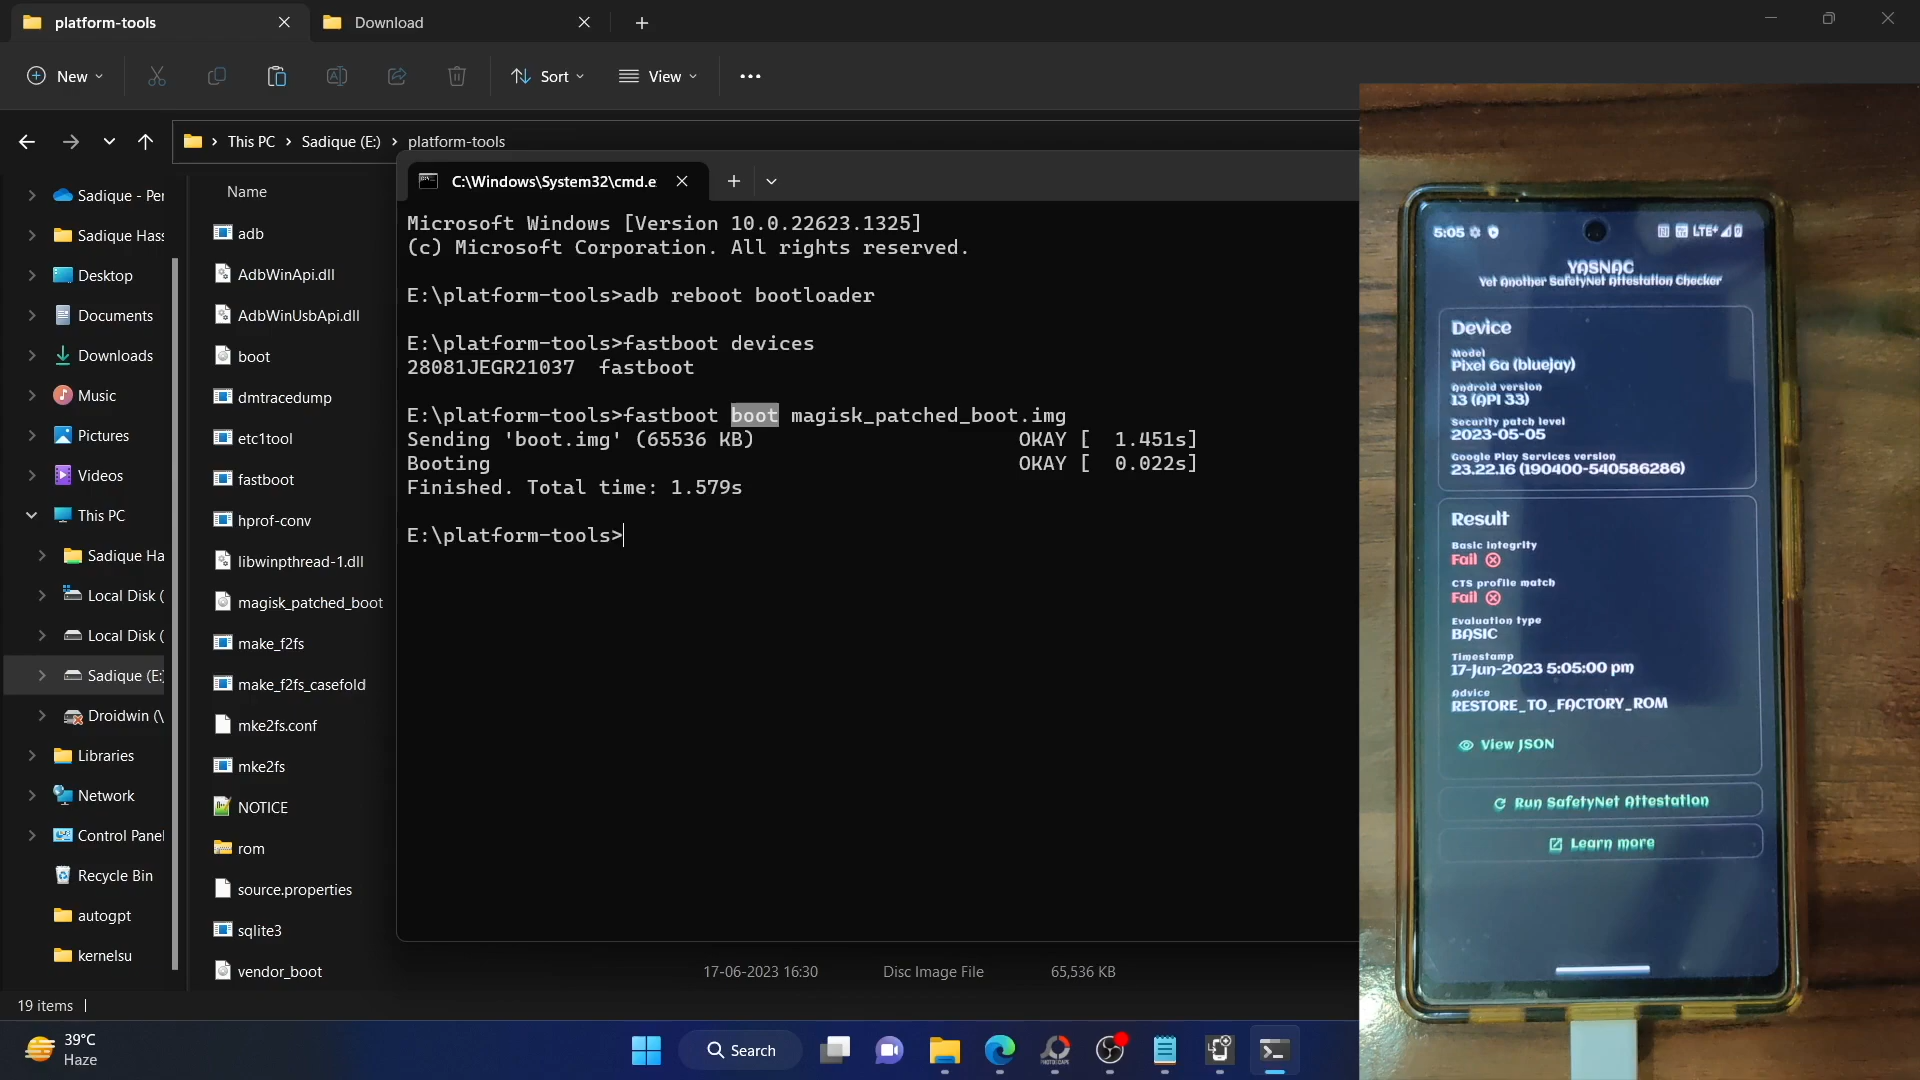 platform-tools
Download
New
Sort
View
This PC
Sadique (E:)
platform-tools
C:\Windows\System32\cmd.e
Name
Sadique - Per
Sadique Hass
Desktop
Documents
Downloads
Music
Pictures
Videos
This PC
Sadique Ha
Local Disk (
Local Disk (
Sadique (E:
Droidwin (\
Libraries
Network
Control Panel
Recycle Bin
autogpt
kernelsu
adb
AdbWinApi.dll
AdbWinUsbApi.dll
boot
dmtracedump
etc1tool
fastboot
hprof-conv
libwinpthread-1.dll
magisk_patched_boot
make_f2fs
make_f2fs_casefold
mke2fs.conf
mke2fs
NOTICE
rom
source.properties
sqlite3
vendor_boot
17-06-2023 16:30 Disc Image File 65,536 KB
Microsoft Windows [Version 10.0.22623.1325]
(c) Microsoft Corporation. All rights reserved.
E:\platform-tools>adb reboot bootloader
E:\platform-tools>fastboot devices
28081JEGR21037 fastboot
E:\platform-tools>fastboot boot magisk_patched_boot.img
Sending 'boot.img' (65536 KB) OKAY [ 1.451s]
Booting OKAY [ 0.022s]
Finished. Total time: 1.579s
E:\platform-tools>
5:05
LTE+
YASNAC
Yet Another SafetyNet Attestation Checker
Device
Model
Pixel 6a (bluejay)
Android version
13 (API 33)
Security patch level
2023-05-05
Google Play Services version
23.22.16 (190400-540586286)
Result
Basic integrity
Fail
CTS profile match
Fail
Evaluation type
BASIC
Timestamp
17-Jun-2023 5:05:00 pm
Advice
RESTORE_TO_FACTORY_ROM
View JSON
Run SafetyNet Attestation
Learn more
19 items
39°C
Haze
Search